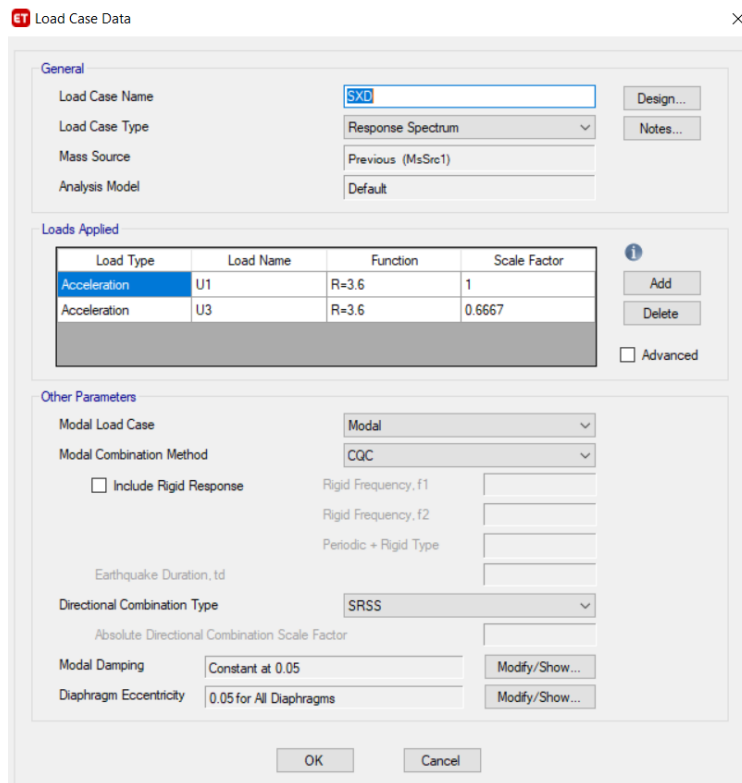 ET Load Case Data
General
Load Case Name SXD Design...
Load Case Type Response Spectrum Notes...
Mass Source Previous (MsSrc1)
Analysis Model Default
Loads Applied
Load Type Load Name Function Scale Factor
Acceleration U1 R=3.6 1 Add
Acceleration U3 R=3.6 0.6667 Delete
Advanced
Other Parameters
Modal Load Case Modal
Modal Combination Method CQC
Include Rigid Response Rigid Frequency, f1
Rigid Frequency, f2
Periodic + Rigid Type
Earthquake Duration, td
Directional Combination Type SRSS
Absolute Directional Combination Scale Factor
Modal Damping Constant at 0.05 Modify/Show...
Diaphragm Eccentricity 0.05 for All Diaphragms Modify/Show...
OK Cancel